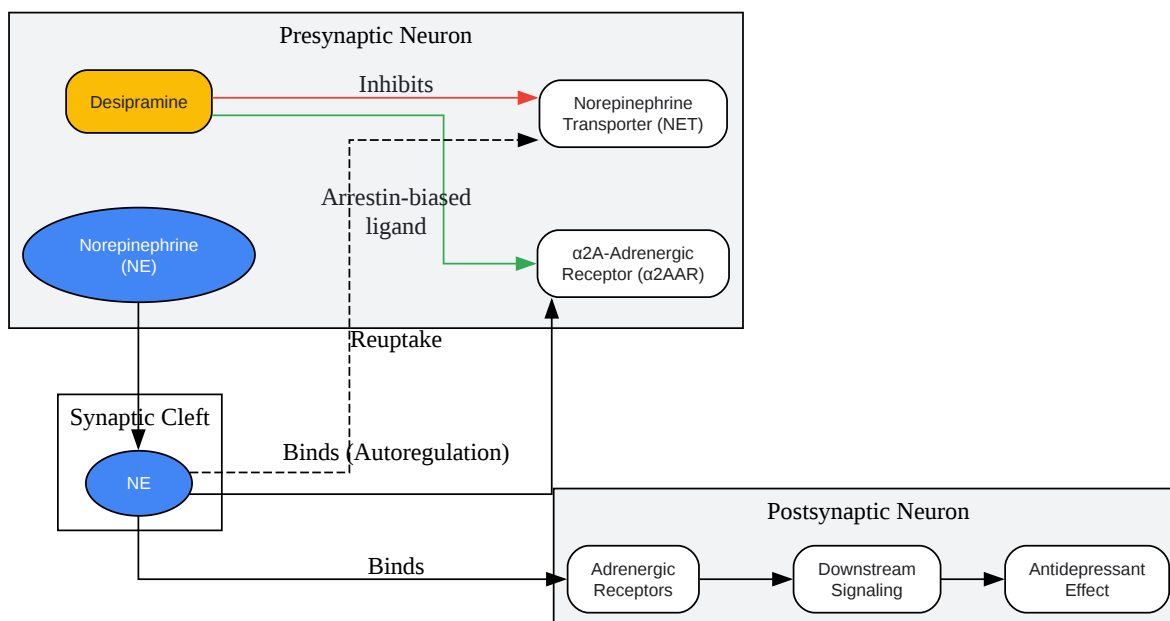 Presynaptic Neuron
Desipramine
Inhibits
Norepinephrine
Transporter (NET)
Arrestin-biased
ligand
Norepinephrine
(NE)
α2A-Adrenergic
Receptor (α2AAR)
Reuptake
Synaptic Cleft
Binds (Autoregulation)
NE
Postsynaptic Neuron
Binds
Adrenergic
Receptors
Downstream
Signaling
Antidepressant
Effect